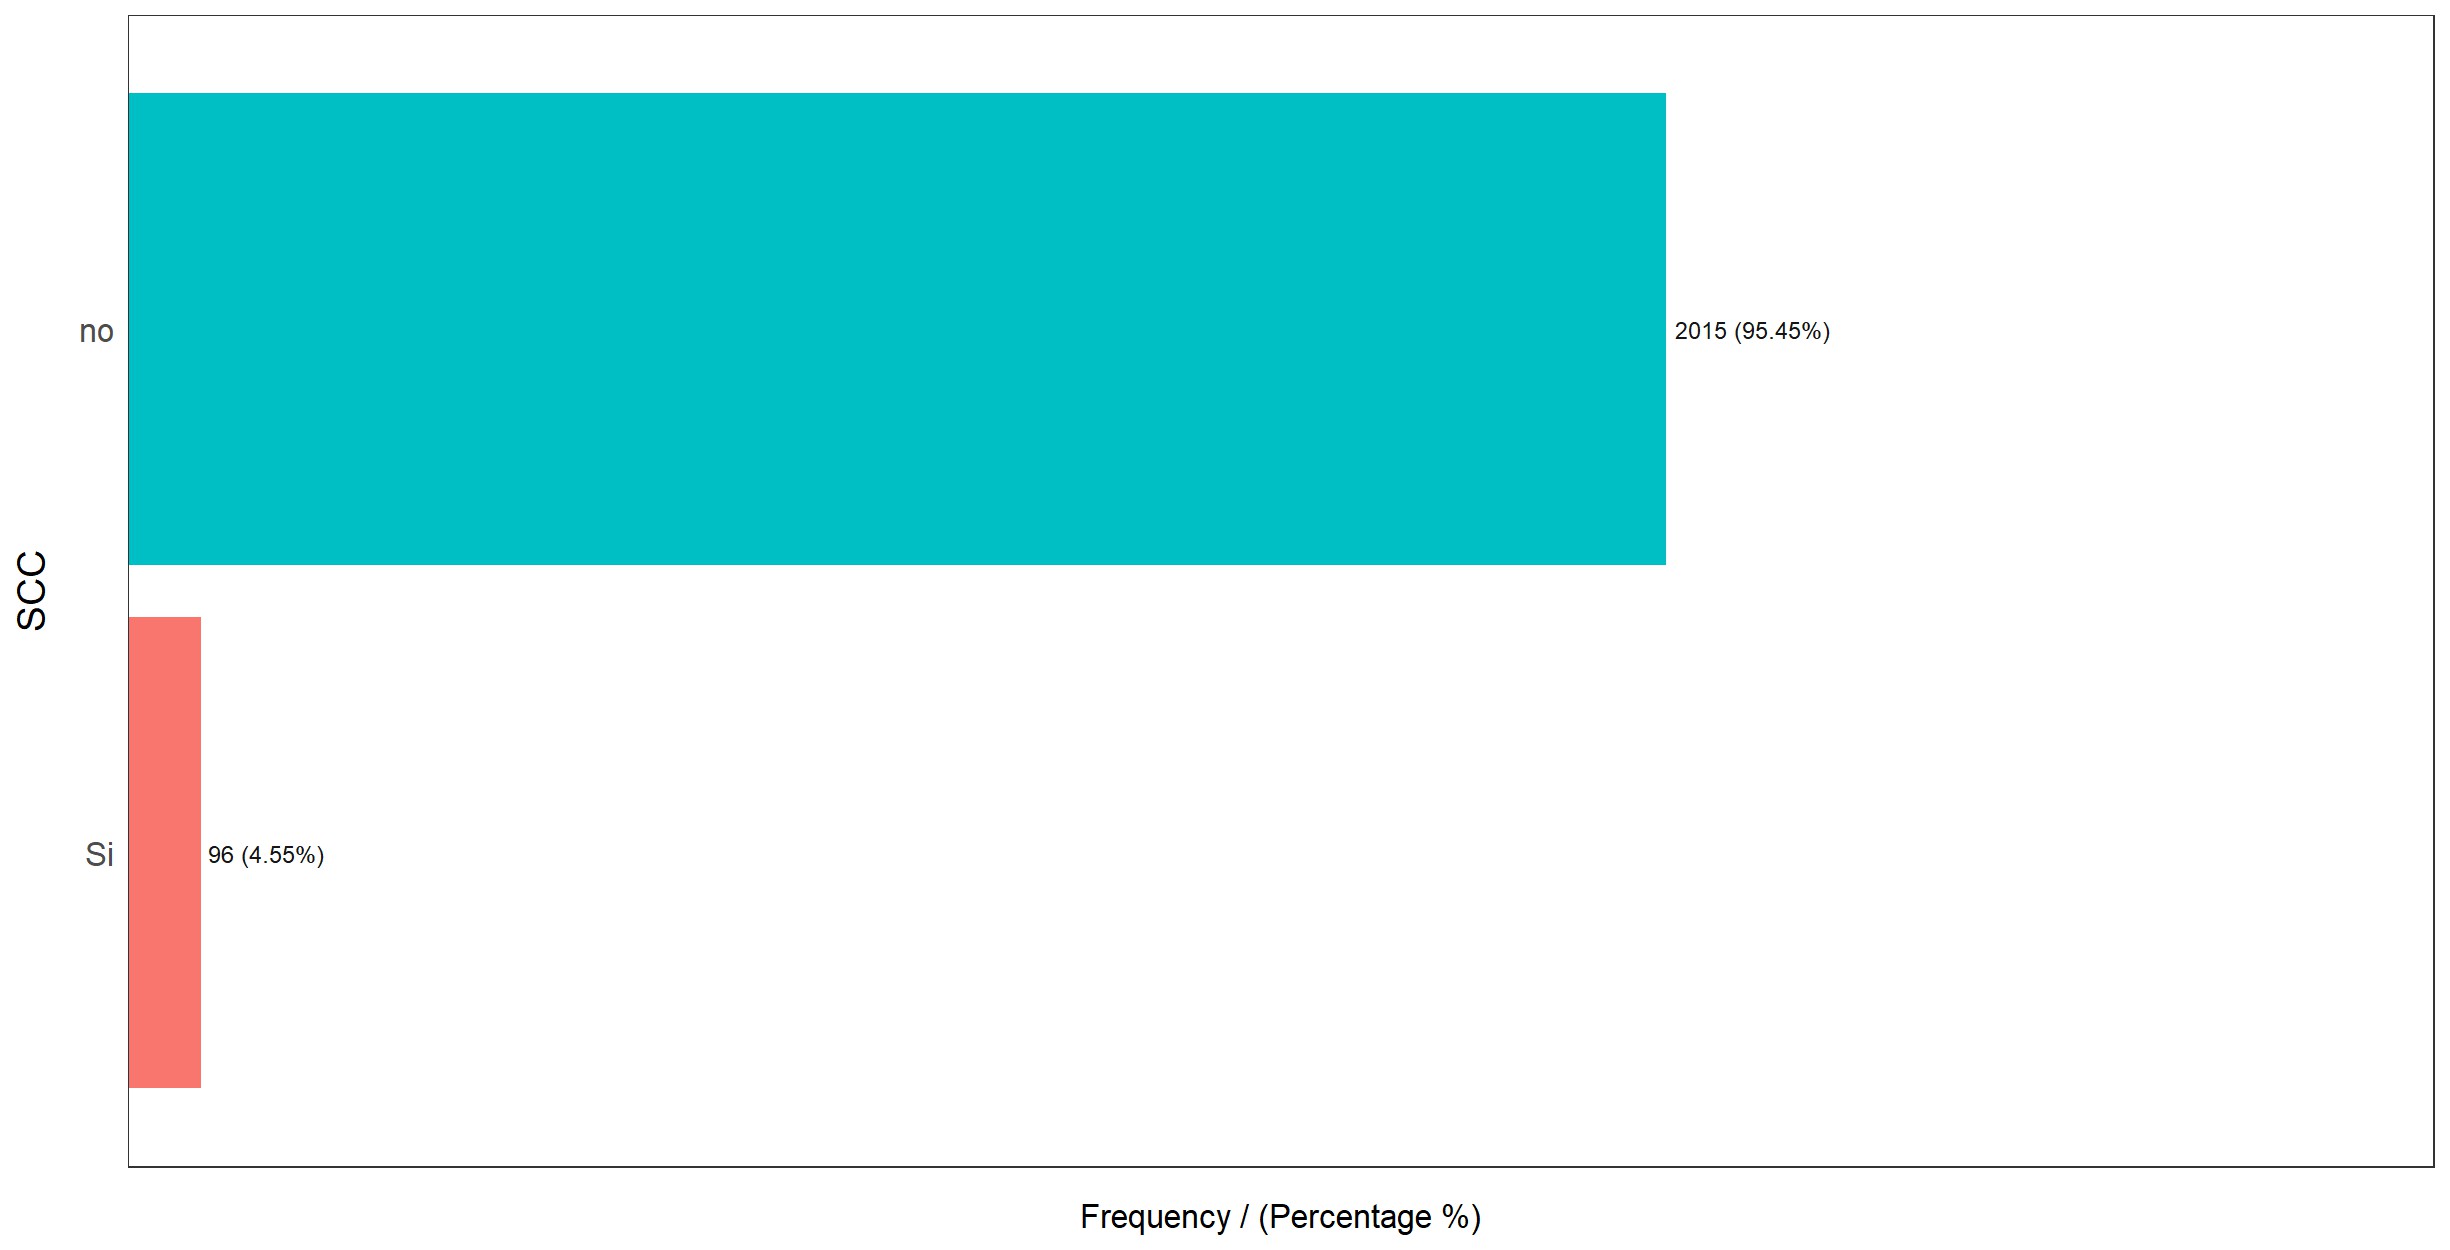 no
2015 (95.45%)
SCC
Si
96 (4.55%)
Frequency / (Percentage %)